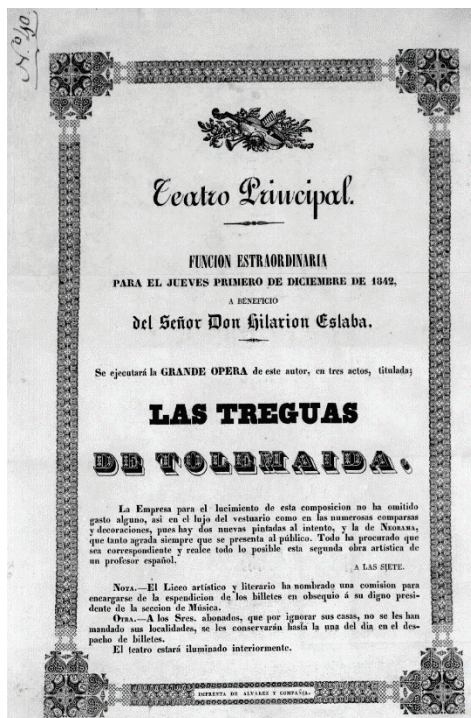 N.º 40.
Teatro Principal.
FUNCION ESTRAORDINARIA
PARA EL JUEVES PRIMERO DE DICIEMBRE DE 1842,
A BENEFICIO
del Señor Don Hilarion Eslaba.
Se ejecutará la GRANDE OPERA de este autor, en tres actos, titulada;
LAS TREGUAS
DE TOLEMAIDA.
La Empresa para el lucimiento de esta composicion no ha omitido
gasto alguno, asi en el lujo del vestuario como en las numerosas comparsas
y decoraciones, pues hay dos nuevas pintadas al intento, y la de NEORAMA,
que tanto agrada siempre que se presenta al público. Todo ha procurado que
sea correspondiente y realce todo lo posible esta segunda obra artística de
un profesor español.
A LAS SIETE.
NOTA.—El Liceo artístico y literario ha nombrado una comision para
encargarse de la espendicion de los billetes en obsequio á su digno presi-
dente de la seccion de Música.
OTRA.—A los Sres. abonados, que por ignorar sus casas, no se les han
mandado sus localidades, se les conservarán hasta la una del dia en el des-
pacho de billetes.
El teatro estará iluminado interiormente.
IMPRENTA DE ALVAREZ Y COMPAÑIA.